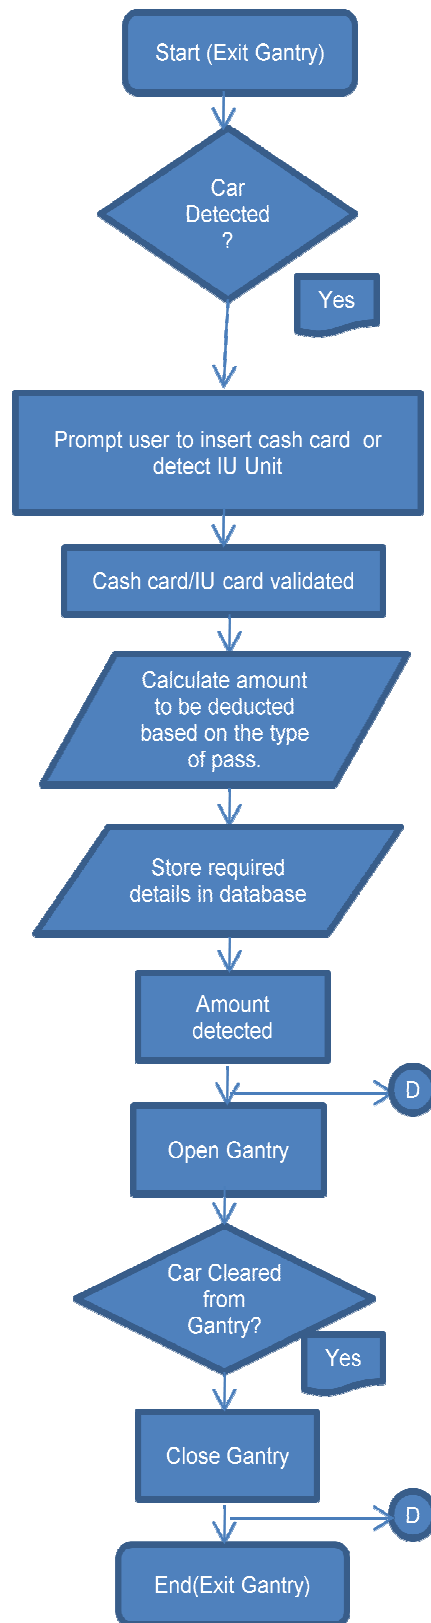 Start (Exit Gantry)
Car
Detected
?
Yes
Prompt user to insert cash card or
detect IU Unit
Cash card/IU card validated
Calculate amount
to be deducted
based on the type
of pass.
Store required
details in database
Amount
detected
D
Open Gantry
Car Cleared
from
Gantry?
Yes
Close Gantry
D
End(Exit Gantry)